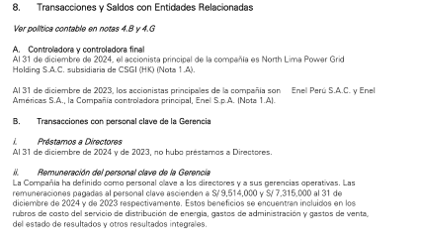 8. Transacciones y Saldos con Entidades Relacionadas
Ver política contable en notas 4.B y 4.G
A. Controladora y controladora final
Al 31 de diciembre de 2024, el accionista principal de la compañía es North Lima Power Grid
Holding S.A.C. subsidiaria de CSGI (HK) (Nota 1.A).
Al 31 de diciembre de 2023, los accionistas principales de la compañía son Enel Perú S.A.C. y Enel
Américas S.A., la Compañía controladora principal, Enel S.p.A. (Nota 1.A).
B. Transacciones con personal clave de la Gerencia
i. Préstamos a Directores
Al 31 de diciembre de 2024 y de 2023, no hubo préstamos a Directores.
ii. Remuneración del personal clave de la Gerencia
La Compañía ha definido como personal clave a los directores y a sus gerencias operativas. Las
remuneraciones pagadas al personal clave ascienden a S/ 9,514,000 y S/ 7,315,000 al 31 de
diciembre de 2024 y de 2023 respectivamente. Estos beneficios se encuentran incluidos en los
rubros de costo del servicio de distribución de energía, gastos de administración y gastos de venta,
del estado de resultados y otros resultados integrales.